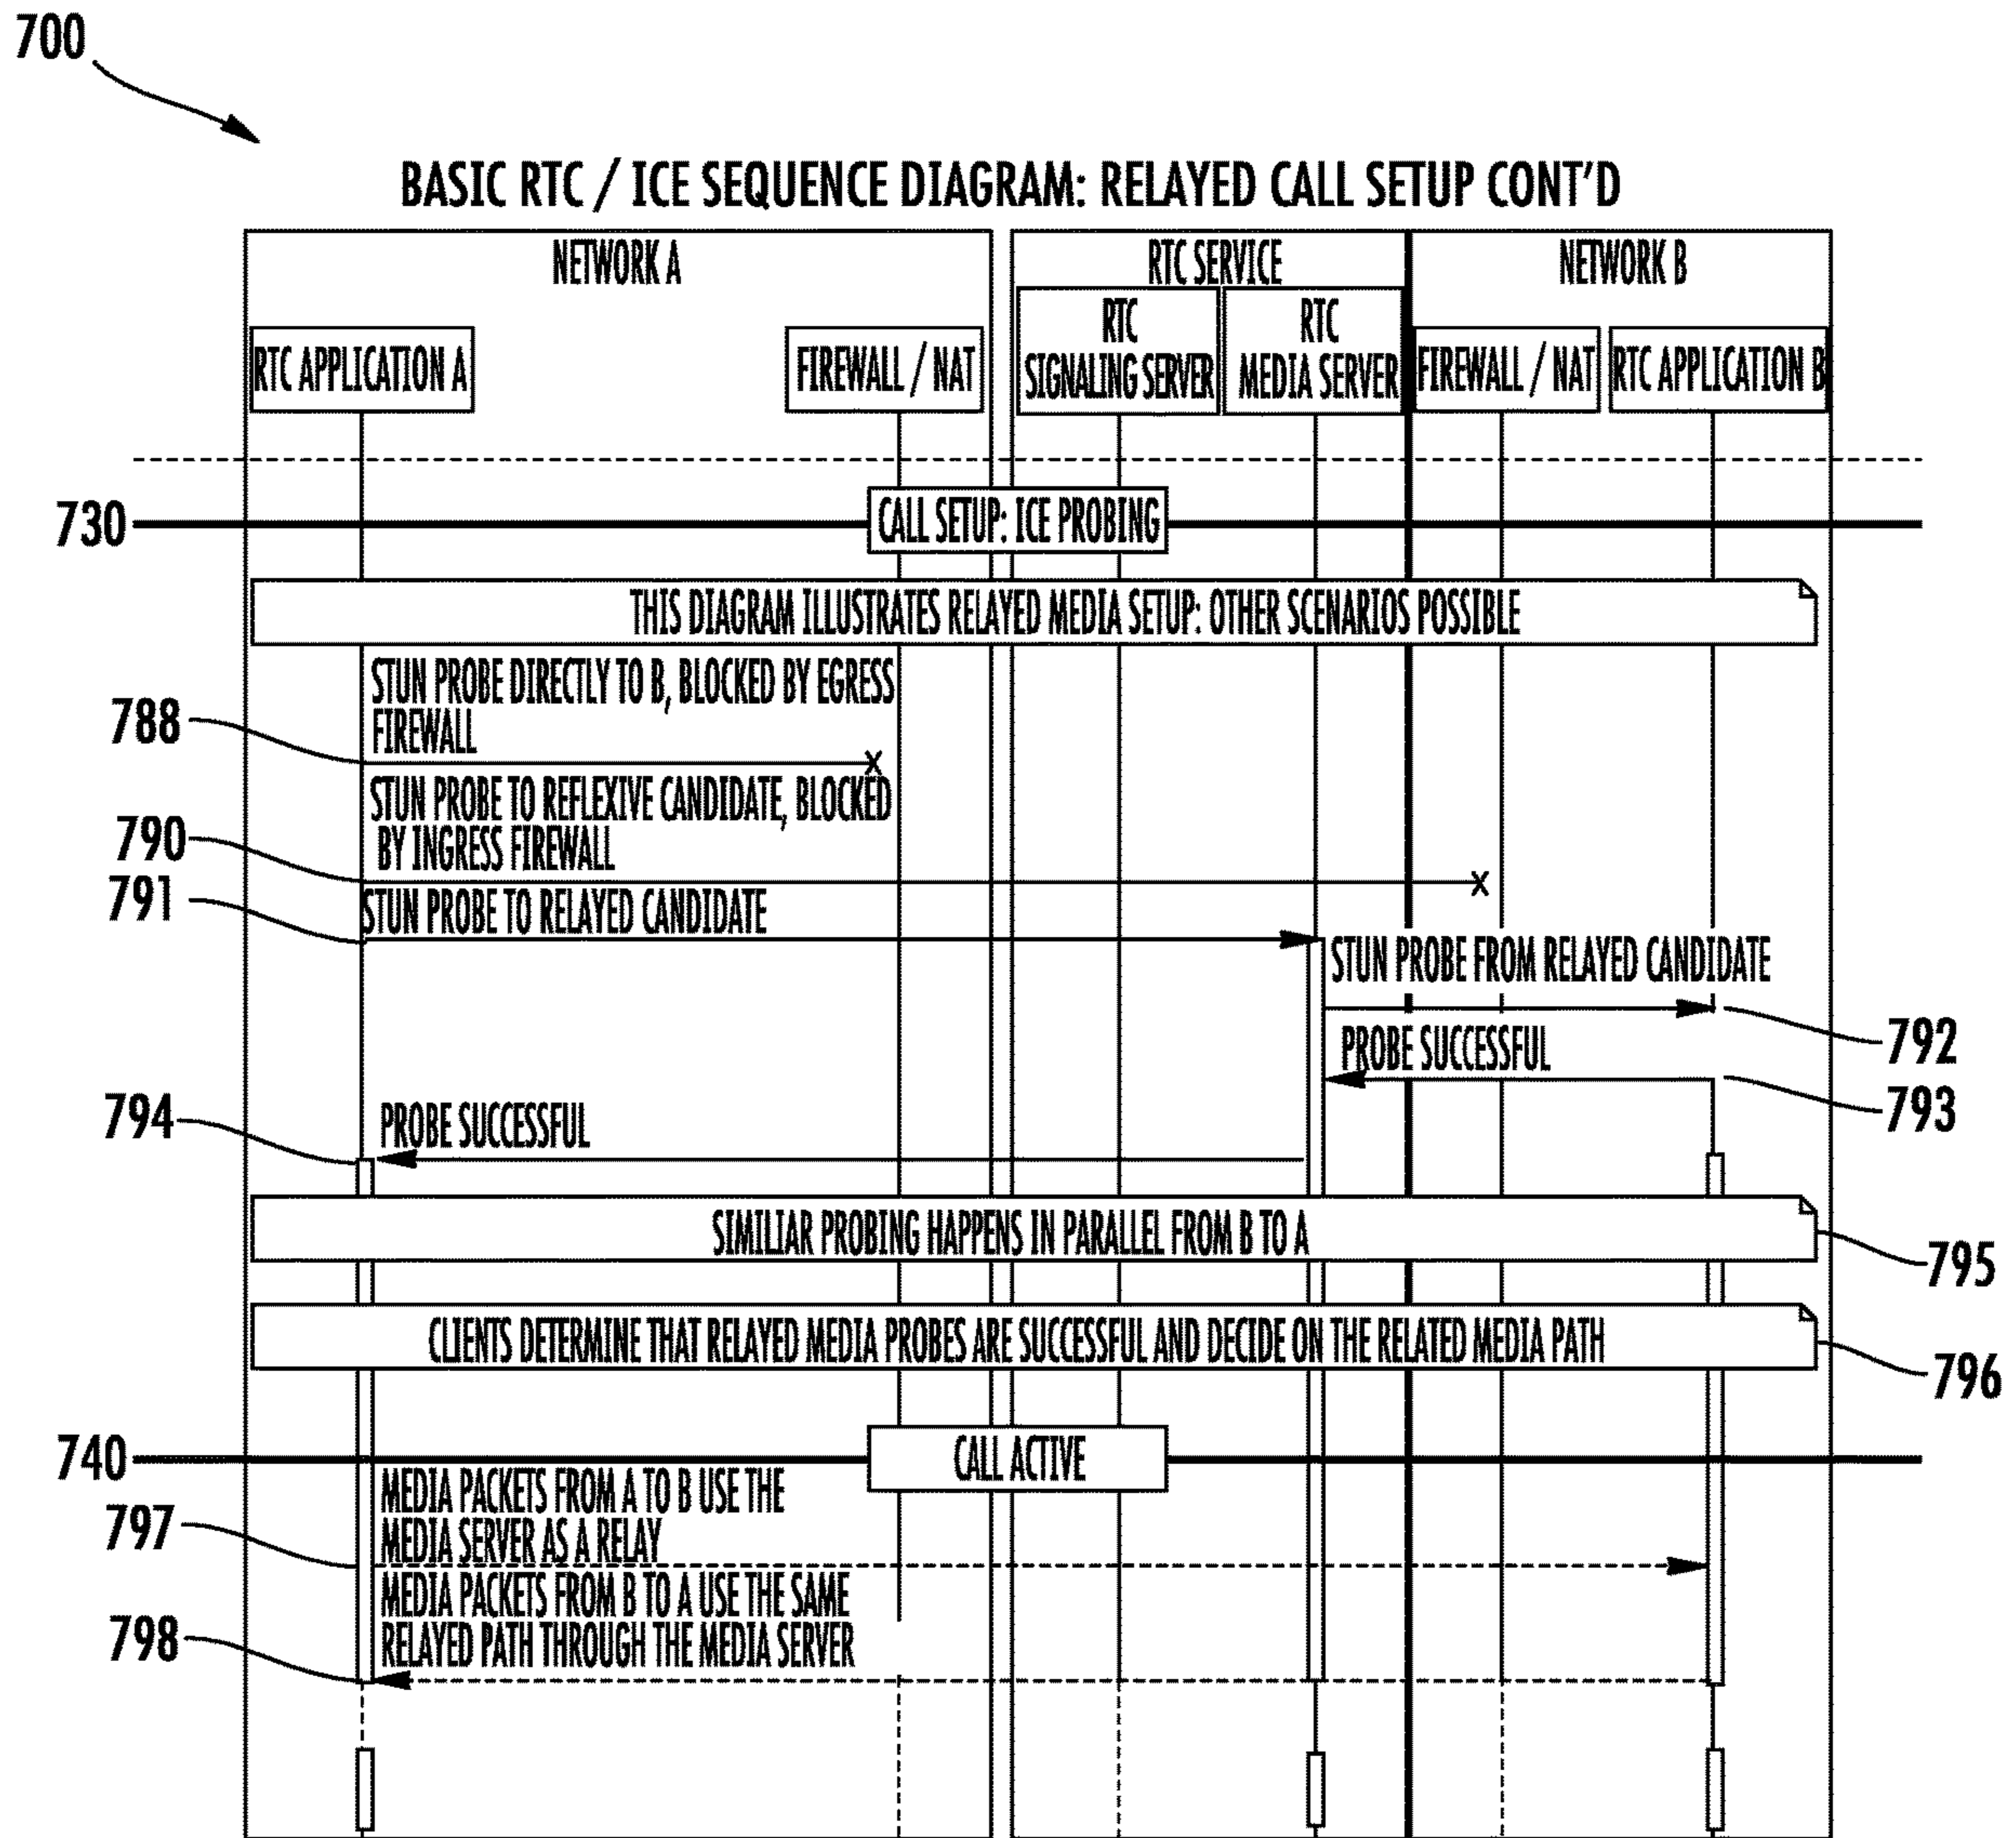 700
BASIC RTC / ICE SEQUENCE DIAGRAM: RELAYED CALL SETUP CONT'D
NETWORK A
RTC SERVICE
NETWORK B
RTC APPLICATION A
FIREWALL / NAT
RTC
SIGNALING SERVER
RTC
MEDIA SERVER
FIREWALL / NAT
RTC APPLICATION B
730
CALL SETUP: ICE PROBING
THIS DIAGRAM ILLUSTRATES RELAYED MEDIA SETUP: OTHER SCENARIOS POSSIBLE
STUN PROBE DIRECTLY TO B, BLOCKED BY EGRESS
FIREWALL
788
X
STUN PROBE TO REFLEXIVE CANDIDATE, BLOCKED
BY INGRESS FIREWALL
790
X
791
STUN PROBE TO RELAYED CANDIDATE
STUN PROBE FROM RELAYED CANDIDATE
792
PROBE SUCCESSFUL
793
794
PROBE SUCCESSFUL
SIMILIAR PROBING HAPPENS IN PARALLEL FROM B TO A
795
CLIENTS DETERMINE THAT RELAYED MEDIA PROBES ARE SUCCESSFUL AND DECIDE ON THE RELATED MEDIA PATH
796
740
CALL ACTIVE
MEDIA PACKETS FROM A TO B USE THE
MEDIA SERVER AS A RELAY
797
MEDIA PACKETS FROM B TO A USE THE SAME
RELAYED PATH THROUGH THE MEDIA SERVER
798